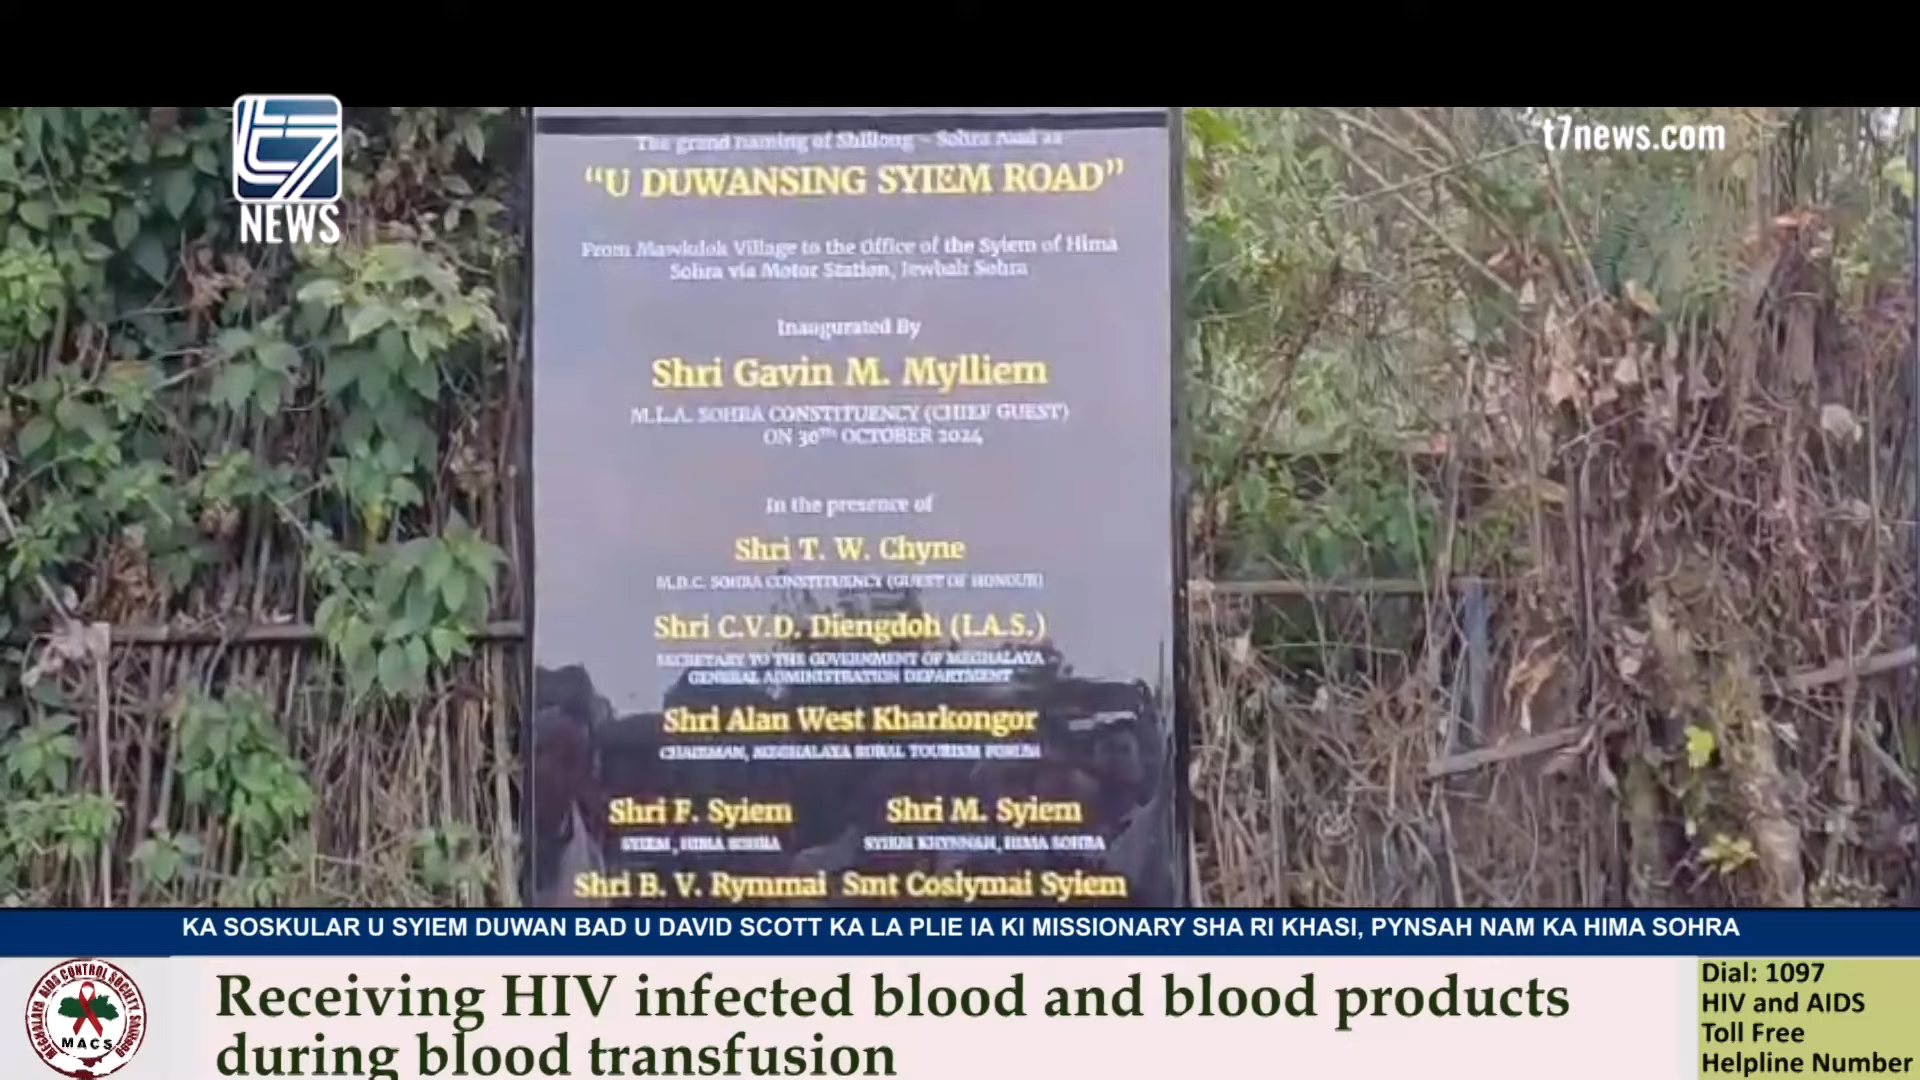 T7
NEWS
t7news.com
The grand naming of Shillong - Sohra Road as
“U DUWANSING SYIEM ROAD”
From Mawkdok Village to the Office of the Syiem of Hima
Sohra via Motor Station, Iewbah Sohra
Inaugurated By
Shri Gavin M. Mylliem
M.L.A. SOHRA CONSTITUENCY (CHIEF GUEST)
ON 30TH OCTOBER 2024
In the presence of
Shri T. W. Chyne
M.D.C. SOHRA CONSTITUENCY (GUEST OF HONOUR)
Shri C.V.D. Diengdoh (I.A.S.)
SECRETARY TO THE GOVERNMENT OF MEGHALAYA
GENERAL ADMINISTRATION DEPARTMENT
Shri Alan West Kharkongor
CHAIRMAN, MEGHALAYA RURAL TOURISM FORUM
Shri F. Syiem Shri M. Syiem
SYIEM, HIMA SOHRA SYIEM KHYNNAH, HIMA SOHRA
Shri B. V. Rymmai Smt Coslymai Syiem
KA SOSKULAR U SYIEM DUWAN BAD U DAVID SCOTT KA LA PLIE IA KI MISSIONARY SHA RI KHASI, PYNSAH NAM KA HIMA SOHRA
MEGHALAYA AIDS CONTROL SOCIETY, SHILLONG
MACS
Receiving HIV infected blood and blood products
during blood transfusion
Dial: 1097
HIV and AIDS
Toll Free
Helpline Number